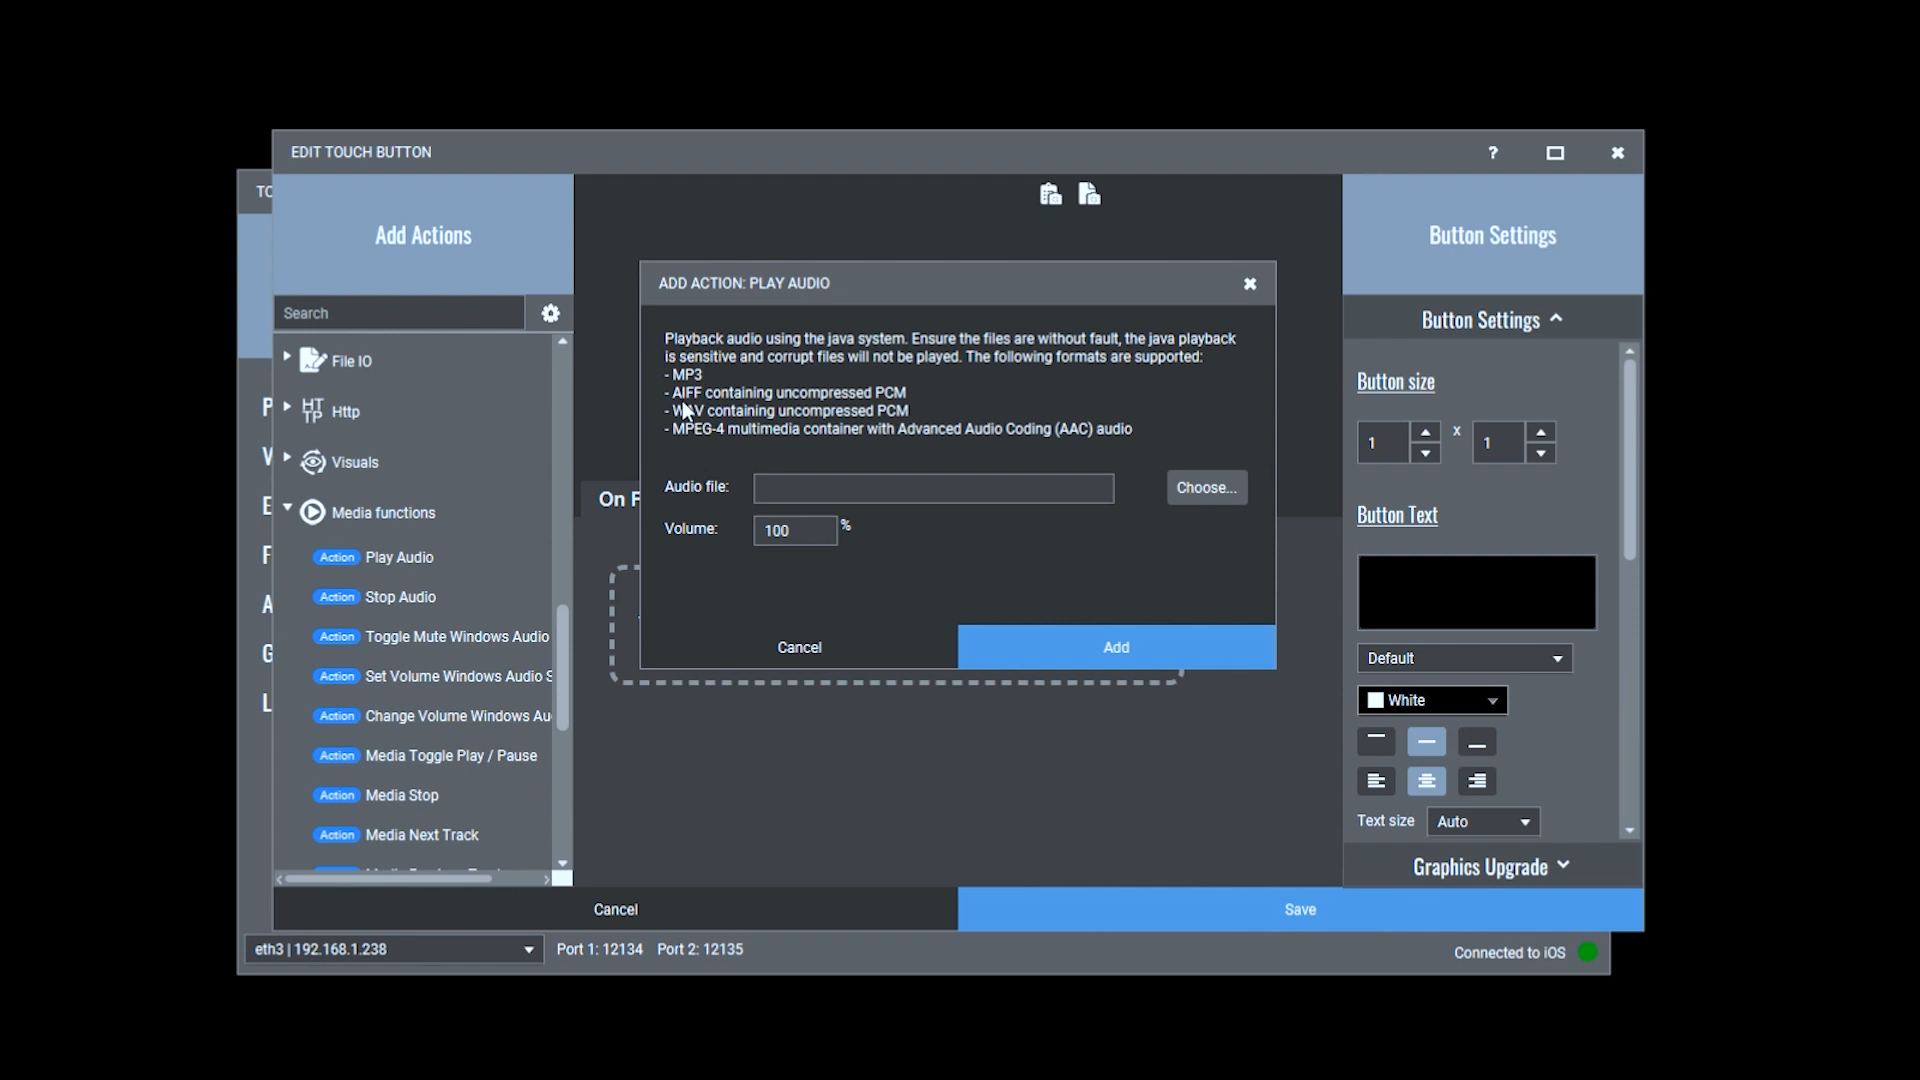 EDIT TOUCH BUTTON
?
TO
Add Actions
Button Settings
Search
Button Settings
File IO
HTTP Http
Visuals
Media functions
Action Play Audio
Action Stop Audio
Action Toggle Mute Windows Audio
Action Set Volume Windows Audio S
Action Change Volume Windows Au
Action Media Toggle Play / Pause
Action Media Stop
Action Media Next Track
P
V
E
F
A
G
L
On F
ADD ACTION: PLAY AUDIO
Playback audio using the java system. Ensure the files are without fault, the java playback
is sensitive and corrupt files will not be played. The following formats are supported:
- MP3
- AIFF containing uncompressed PCM
- WAV containing uncompressed PCM
- MPEG-4 multimedia container with Advanced Audio Coding (AAC) audio
Audio file:
Choose...
Volume: 100 %
Cancel
Add
Button size
1 x 1
Button Text
Default
White
Text size Auto
Graphics Upgrade
Cancel
Save
eth3 | 192.168.1.238
Port 1: 12134 Port 2: 12135
Connected to iOS